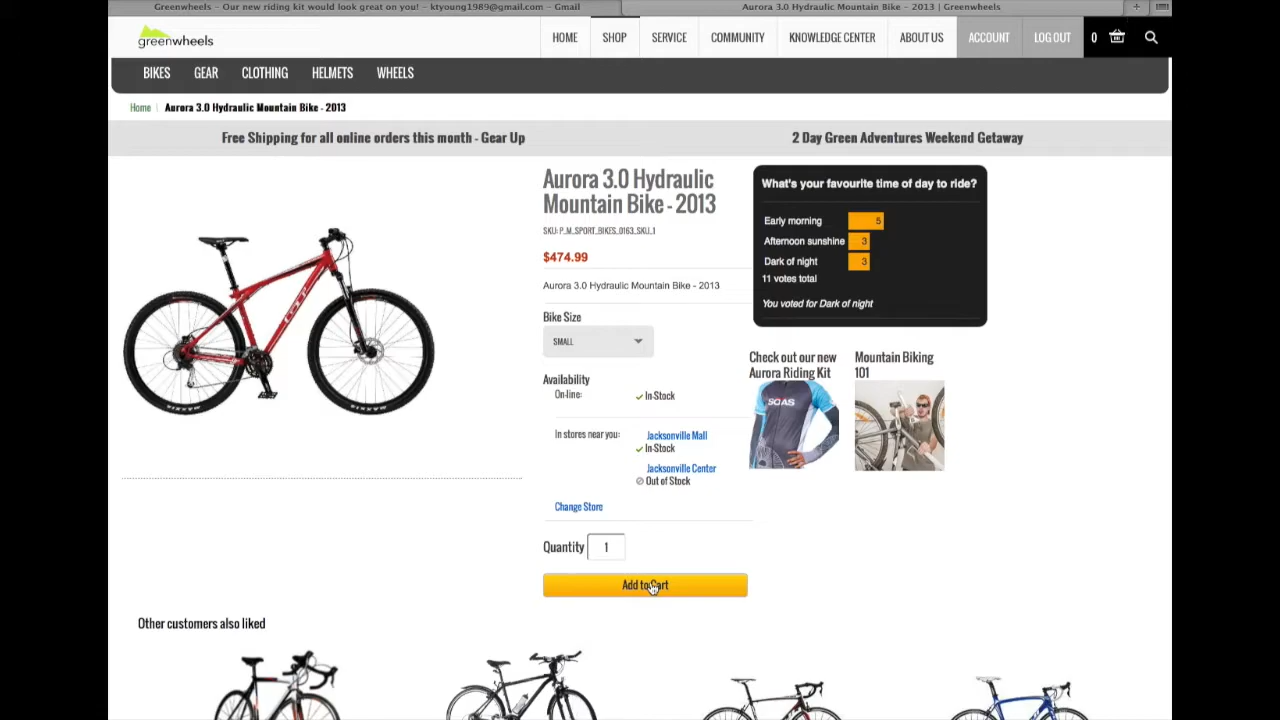 Greenwheels – Our new riding kit would look great on you! – ktyoung1989@gmail.com – Gmail
Aurora 3.0 Hydraulic Mountain Bike – 2013 | Greenwheels
greenwheels
HOME SHOP SERVICE COMMUNITY KNOWLEDGE CENTER ABOUT US ACCOUNT LOG OUT 0
BIKES GEAR CLOTHING HELMETS WHEELS
Home Aurora 3.0 Hydraulic Mountain Bike - 2013
Free Shipping for all online orders this month - Gear Up
2 Day Green Adventures Weekend Getaway
Aurora 3.0 Hydraulic
Mountain Bike - 2013
SKU: P_M_SPORT_BIKES_0163_SKU_1
$474.99
Aurora 3.0 Hydraulic Mountain Bike - 2013
Bike Size
SMALL
Availability
On-line: In-Stock
In stores near you: Jacksonville Mall
In-Stock
Jacksonville Center
Out of Stock
Change Store
Quantity 1
Add to Cart
What's your favourite time of day to ride?
Early morning 5
Afternoon sunshine 3
Dark of night 3
11 votes total
You voted for Dark of night
Check out our new
Aurora Riding Kit
SCAS
Mountain Biking
101
Other customers also liked